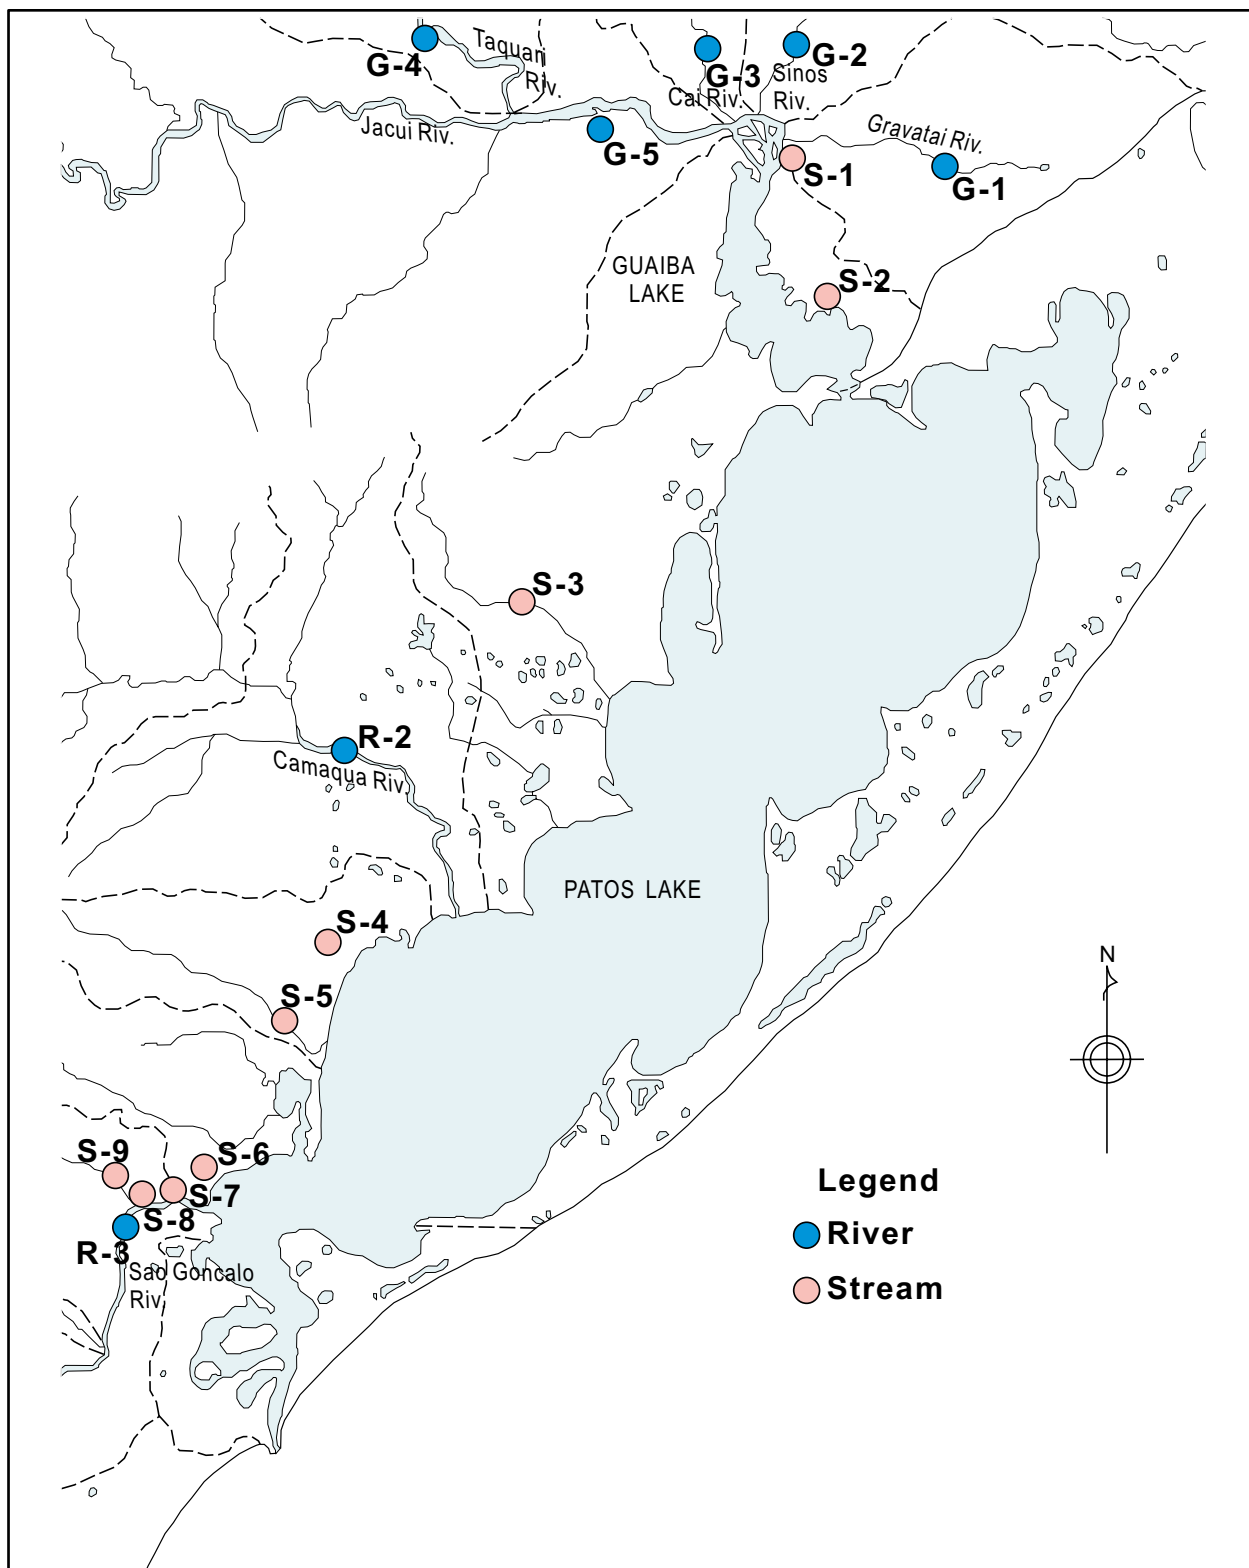 G-4
Taquari
Riv.
G-3
Cai Riv.
G-2
Sinos
Riv.
Jacui Riv.
G-5
Gravatai Riv.
S-1
G-1
GUAIBA
LAKE
S-2
S-3
R-2
Camaqua Riv.
PATOS LAKE
S-4
N
S-5
S-9
S-6
S-7
S-8
R-3
Sao Goncalo
Riv.
Legend
River
Stream